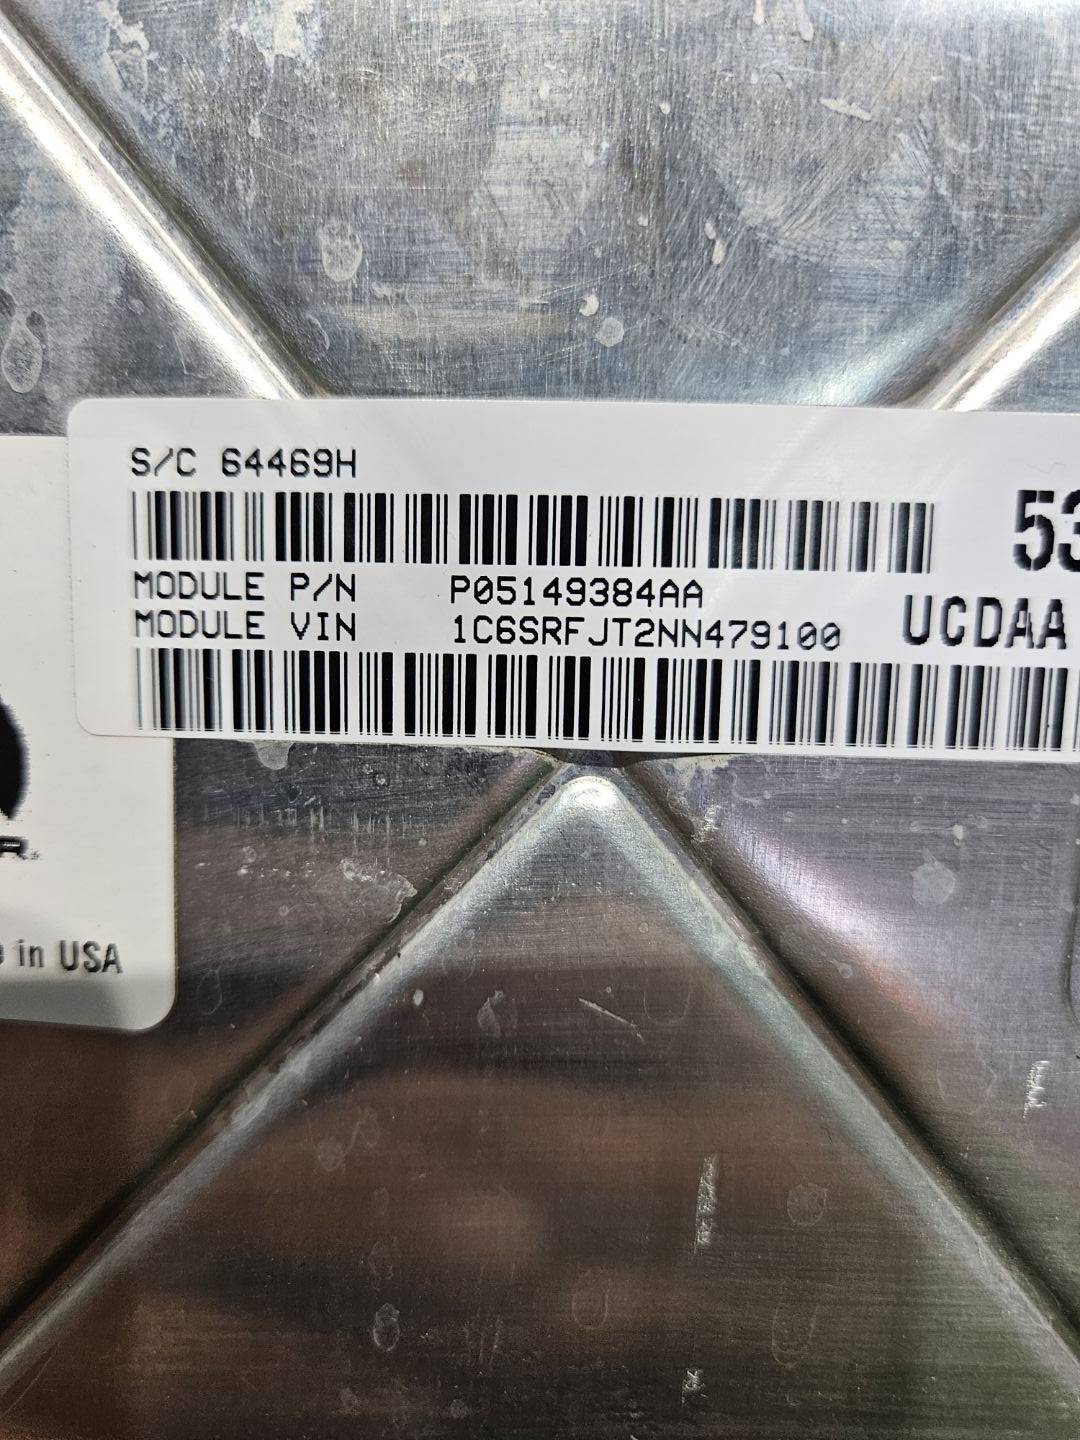 S/C 64469H
53
MODULE P/N P05149384AA
MODULE VIN 1C6SRFJT2NN479100
UCDAA
in USA